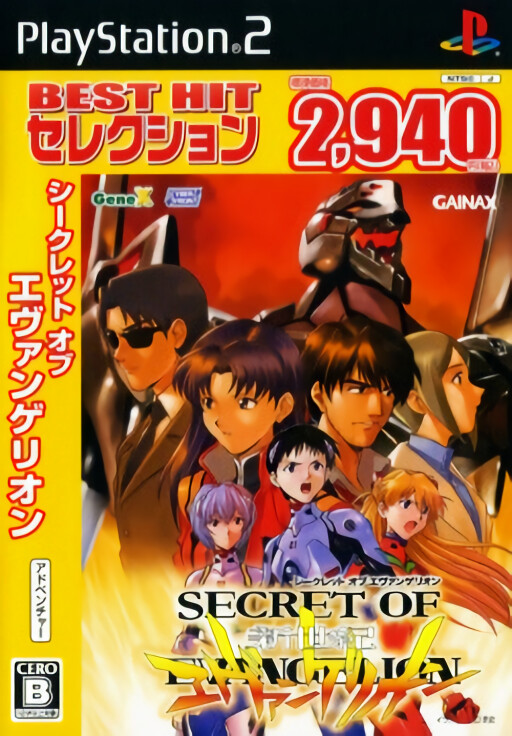 PlayStation.2
NTSC J
BEST HIT
セレクション
2,940
GeneX
GAINAX
シークレット オブ
エヴァンゲリオン
アドベンチャー
シークレット オブ エヴァンゲリオン
SECRET OF
新世紀
EVANGELION
エヴァンゲリオン
CERO
B